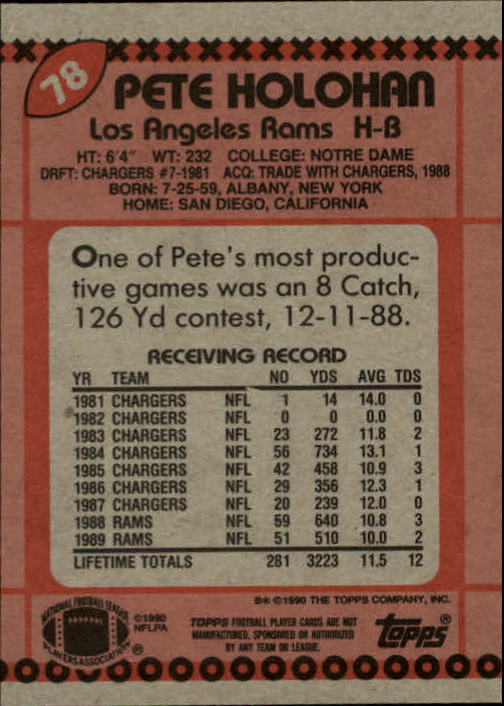 78
PETE HOLOHAN
Los Angeles Rams H-B
HT: 6'4" WT: 232 COLLEGE: NOTRE DAME
DRFT: CHARGERS #7-1981 ACQ: TRADE WITH CHARGERS, 1988
BORN: 7-25-59, ALBANY, NEW YORK
HOME: SAN DIEGO, CALIFORNIA
One of Pete's most produc-
tive games was an 8 Catch,
126 Yd contest, 12-11-88.
RECEIVING RECORD
YR TEAM NO YDS AVG TDS
1981 CHARGERS NFL 1 14 14.0 0
1982 CHARGERS NFL 0 0 0.0 0
1983 CHARGERS NFL 23 272 11.8 2
1984 CHARGERS NFL 56 734 13.1 1
1985 CHARGERS NFL 42 458 10.9 3
1986 CHARGERS NFL 29 356 12.3 1
1987 CHARGERS NFL 20 239 12.0 0
1988 RAMS NFL 59 640 10.8 3
1989 RAMS NFL 51 510 10.0 2
LIFETIME TOTALS 281 3223 11.5 12
B* ©1990 THE TOPPS COMPANY, INC.
NATIONAL FOOTBALL LEAGUE
PLAYERS ASSOCIATION ®
©1990
NFLPA
TOPPS FOOTBALL PLAYER CARDS ARE NOT
MANUFACTURED, SPONSORED OR AUTHORIZED
BY ANY TEAM OR LEAGUE.
topps®